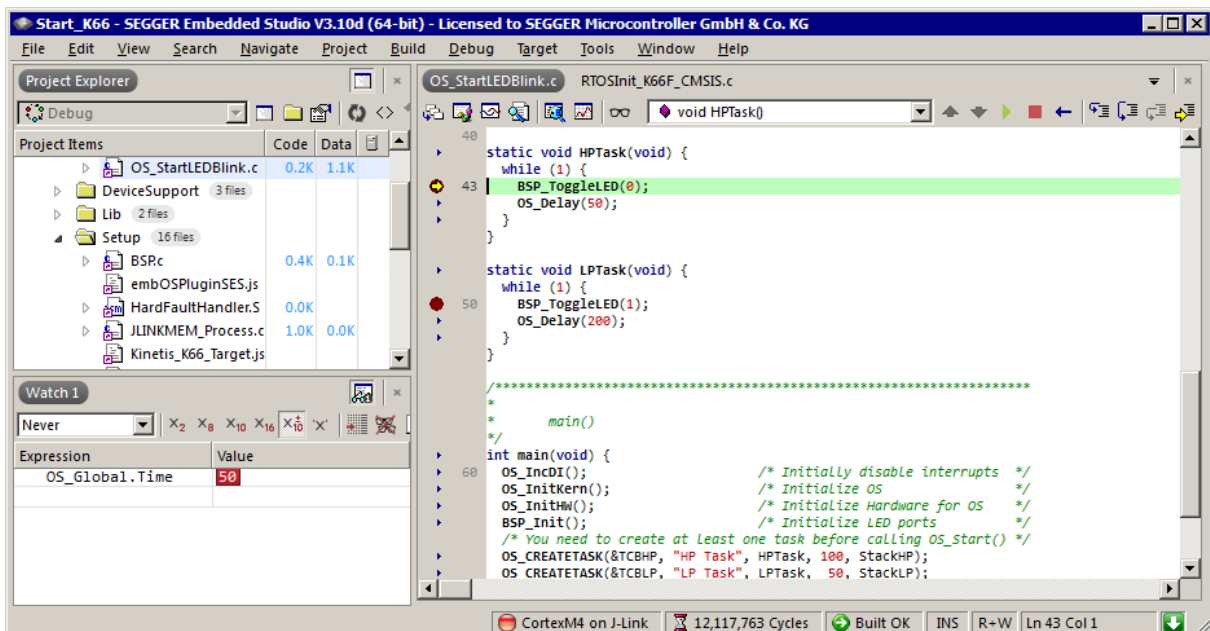 Start_K66 - SEGGER Embedded Studio V3.10d (64-bit) - Licensed to SEGGER Microcontroller GmbH & Co. KG
File Edit View Search Navigate Project Build Debug Target Tools Window Help
Project Explorer
Debug
Project Items Code Data
OS_StartLEDBlink.c 0.2K 1.1K
DeviceSupport 3 files
Lib 2 files
Setup 16 files
BSP.c 0.4K 0.1K
embOSPluginSES.js
HardFaultHandler.S 0.0K
JLINKMEM_Process.c 1.0K 0.0K
Kinetis_K66_Target.js
Watch 1
Never x2 x8 x10 x16 x±10 'x'
Expression Value
OS_Global.Time 50
OS_StartLEDBlink.c RTOSInit_K66F_CMSIS.c
void HPTask()
40
static void HPTask(void) {
while (1) {
43 BSP_ToggleLED(0);
OS_Delay(50);
}
}
static void LPTask(void) {
while (1) {
50 BSP_ToggleLED(1);
OS_Delay(200);
}
}
/*********************************************************************
*
* main()
*/
int main(void) {
60 OS_IncDI(); /* Initially disable interrupts */
OS_InitKern(); /* Initialize OS */
OS_InitHW(); /* Initialize Hardware for OS */
BSP_Init(); /* Initialize LED ports */
/* You need to create at least one task before calling OS_Start() */
OS_CREATETASK(&TCBHP, "HP Task", HPTask, 100, StackHP);
OS_CREATETASK(&TCBLP, "LP Task", LPTask, 50, StackLP);
CortexM4 on J-Link 12,117,763 Cycles Built OK INS R+W Ln 43 Col 1